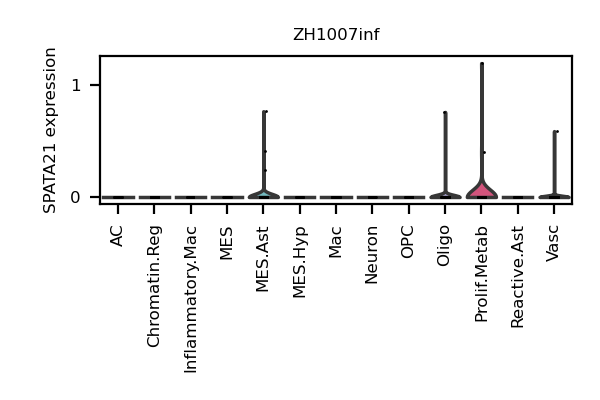 ZH1007inf
SPATA21 expression
1
0
AC
Chromatin.Reg
Inflammatory.Mac
MES
MES.Ast
MES.Hyp
Mac
Neuron
OPC
Oligo
Prolif.Metab
Reactive.Ast
Vasc